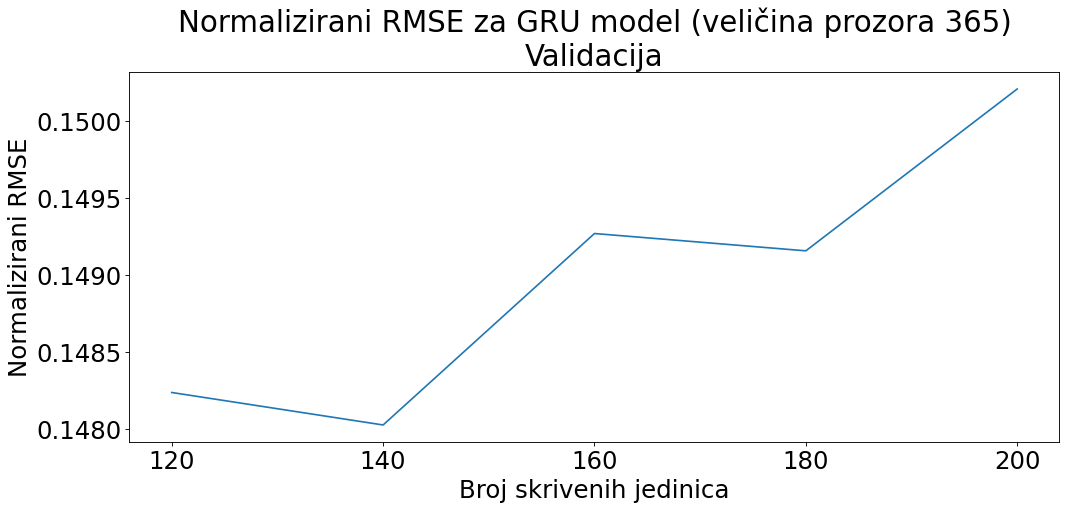 Normalizirani RMSE za GRU model (veličina prozora 365)
Validacija
Normalizirani RMSE
0.1500
0.1495
0.1490
0.1485
0.1480
120 140 160 180 200
Broj skrivenih jedinica